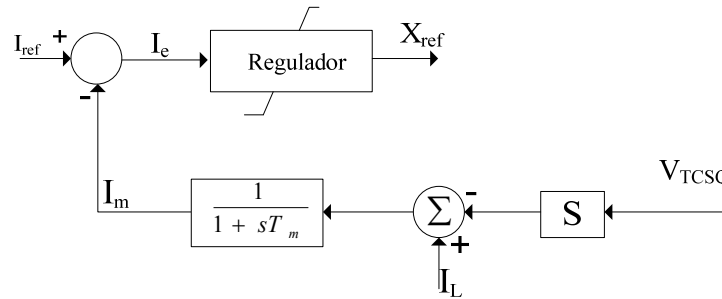 I_ref
+
I_e
Regulador
X_ref
-
I_m
1
1 + sT_m
Σ
-
+
I_L
S
V_TCSC